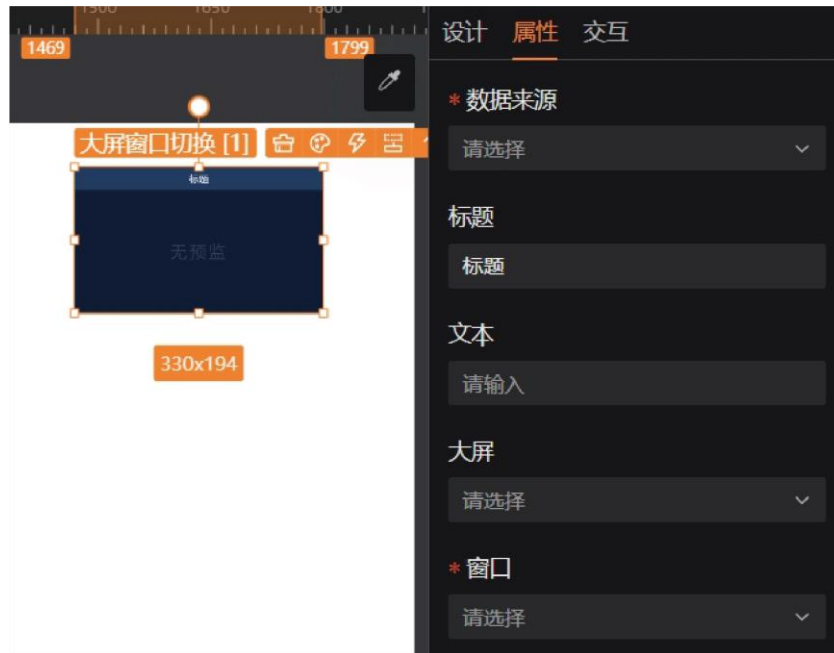 1500 1650 1800
1469 1799
大屏窗口切换 [1]
标题
无预监
330x194
设计 属性 交互
* 数据来源
请选择
标题
标题
文本
请输入
大屏
请选择
* 窗口
请选择